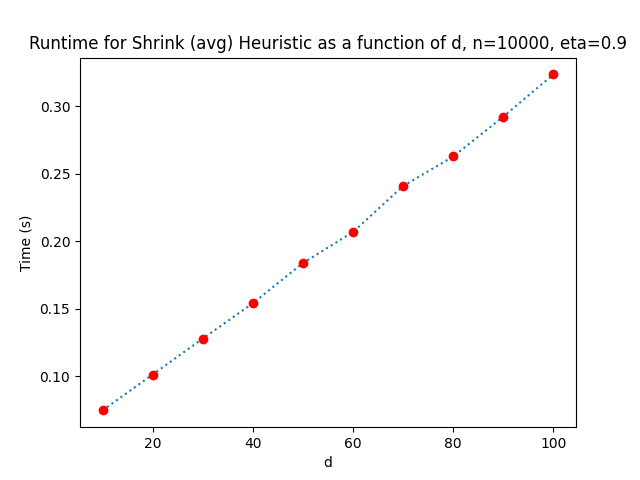 Runtime for Shrink (avg) Heuristic as a function of d, n=10000, eta=0.9
Time (s)
0.30
0.25
0.20
0.15
0.10
20 40 60 80 100
d